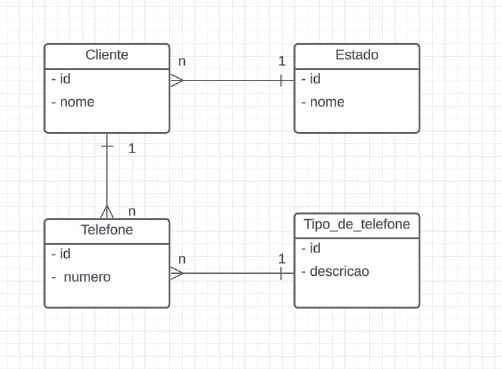 Cliente
- id
- nome
n
1
Estado
- id
- nome
1
n
Telefone
- id
- numero
n
1
Tipo_de_telefone
- id
- descricao